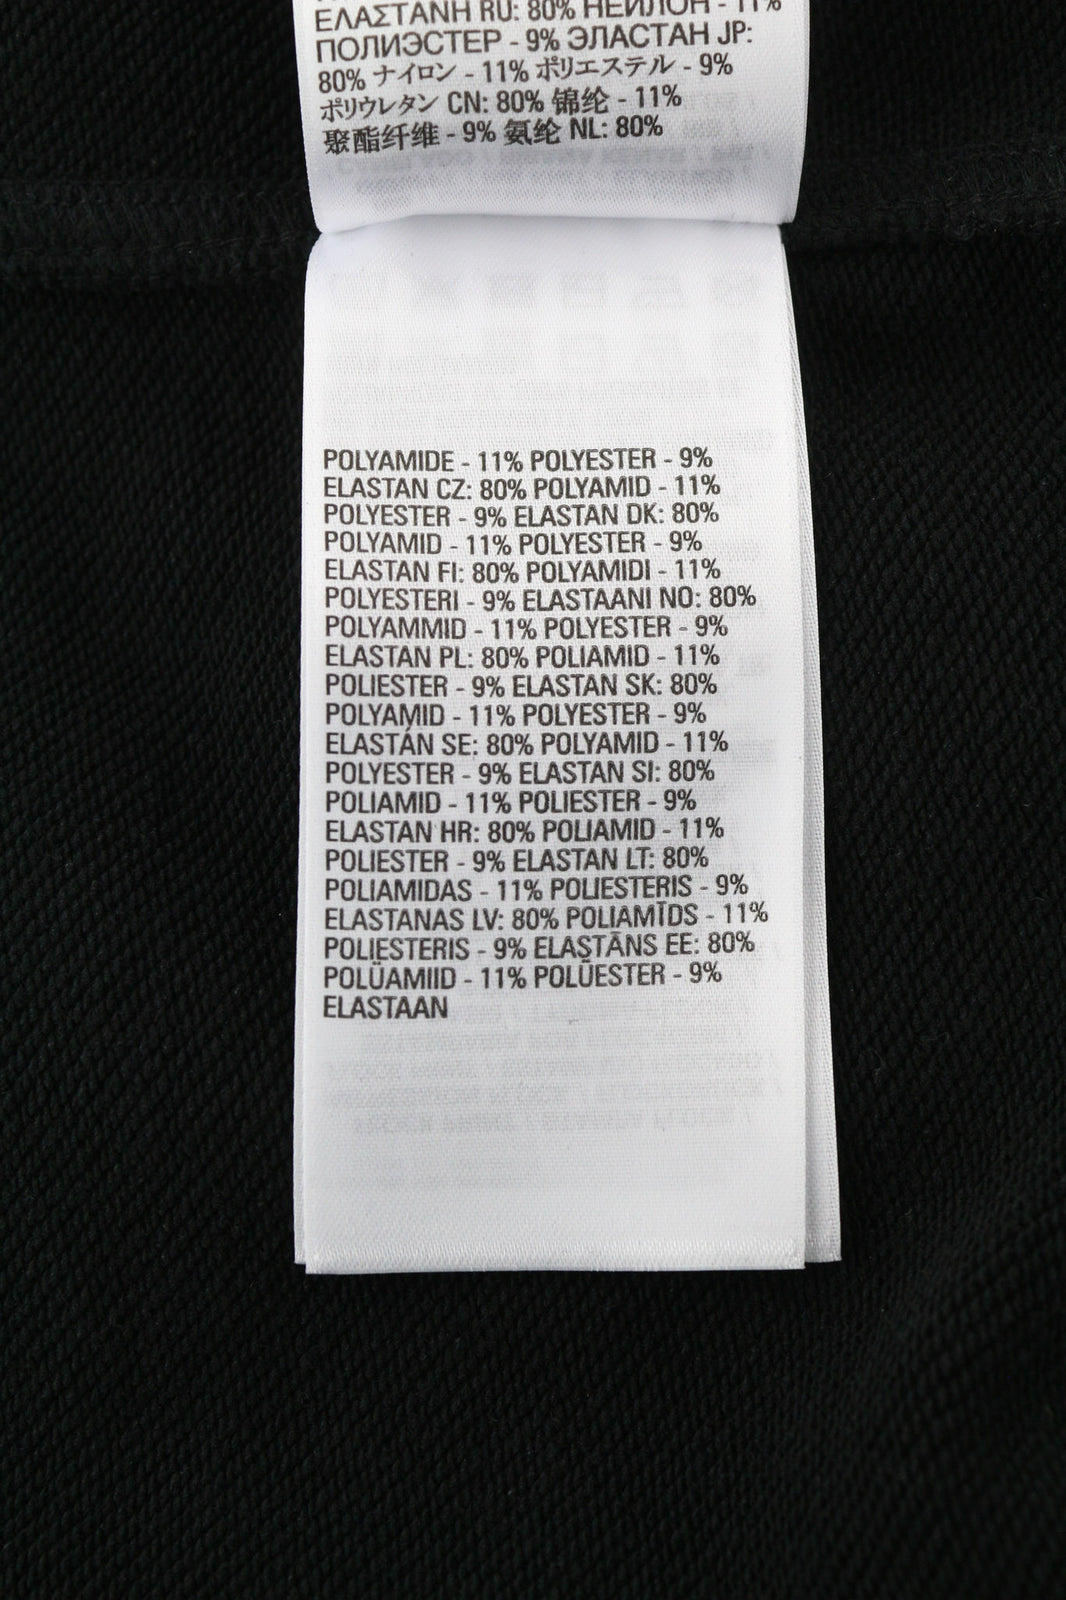 ΕΛΑΣΤΑΝΗ RU: 80% НЕЙЛОН - 11%
ПОЛИЭСТЕР - 9% ЭЛАСТАН JP:
80% ナイロン - 11% ポリエステル - 9%
ポリウレタン CN: 80% 锦纶 - 11%
聚酯纤维 - 9% 氨纶 NL: 80%
POLYAMIDE - 11% POLYESTER - 9%
ELASTAN CZ: 80% POLYAMID - 11%
POLYESTER - 9% ELASTAN DK: 80%
POLYAMID - 11% POLYESTER - 9%
ELASTAN FI: 80% POLYAMIDI - 11%
POLYESTERI - 9% ELASTAANI NO: 80%
POLYAMMID - 11% POLYESTER - 9%
ELASTAN PL: 80% POLIAMID - 11%
POLIESTER - 9% ELASTAN SK: 80%
POLYAMID - 11% POLYESTER - 9%
ELASTÁN SE: 80% POLYAMID - 11%
POLYESTER - 9% ELASTAN SI: 80%
POLIAMID - 11% POLIESTER - 9%
ELASTAN HR: 80% POLIAMID - 11%
POLIESTER - 9% ELASTAN LT: 80%
POLIAMIDAS - 11% POLIESTERIS - 9%
ELASTANAS LV: 80% POLIAMĪDS - 11%
POLIESTERIS - 9% ELASTĀNS EE: 80%
POLÜAMIID - 11% POLÜESTER - 9%
ELASTAAN